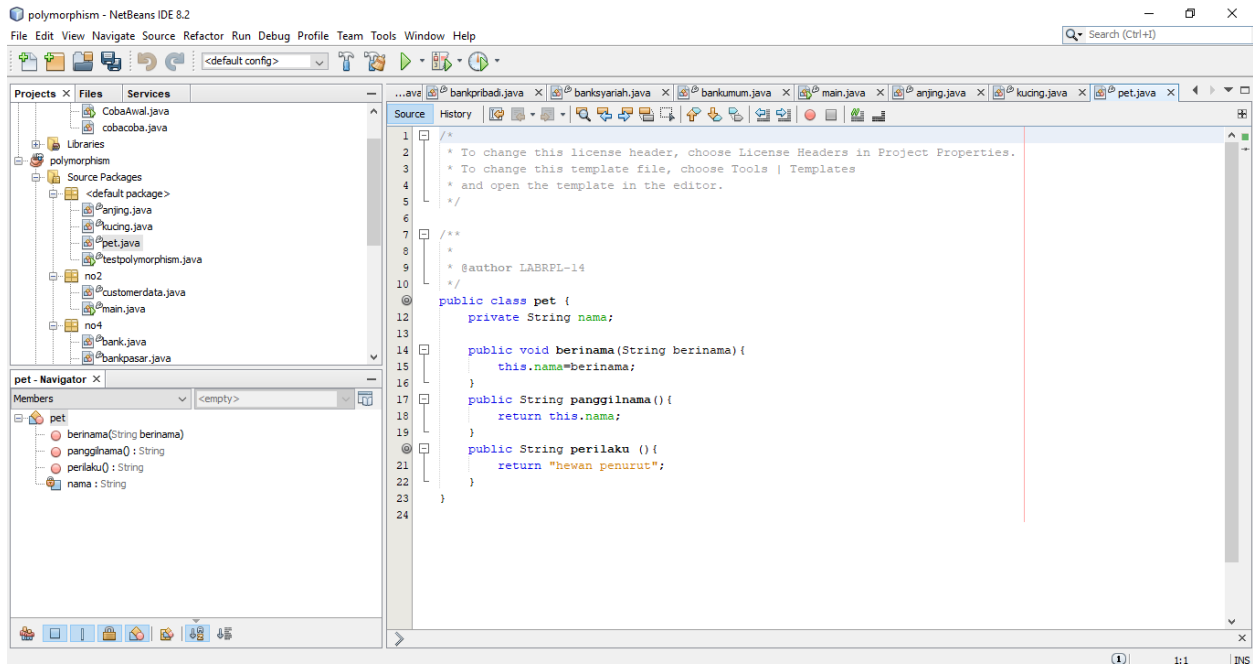 polymorphism - NetBeans IDE 8.2
File Edit View Navigate Source Refactor Run Debug Profile Team Tools Window Help
Search (Ctrl+I)
<default config>
Projects Files Services
CobaAwal.java
cobacoba.java
Libraries
polymorphism
Source Packages
<default package>
anjing.java
kucing.java
pet.java
testpolymorphism.java
no2
customerdata.java
main.java
no4
bank.java
bankpasar.java
pet - Navigator
Members <empty>
pet
berinama(String berinama)
panggilnama() : String
perilaku() : String
nama : String
...ava bankpribadi.java banksyariah.java bankumum.java main.java anjing.java kucing.java pet.java
Source History
1 /*
2 * To change this license header, choose License Headers in Project Properties.
3 * To change this template file, choose Tools | Templates
4 * and open the template in the editor.
5 */
6
7 /**
8 *
9 * @author LABRPL-14
10 */
public class pet {
12 private String nama;
13
14 public void berinama(String berinama){
15 this.nama=berinama;
16 }
17 public String panggilnama(){
18 return this.nama;
19 }
public String perilaku (){
21 return "hewan penurut";
22 }
23 }
24
1 1:1 INS